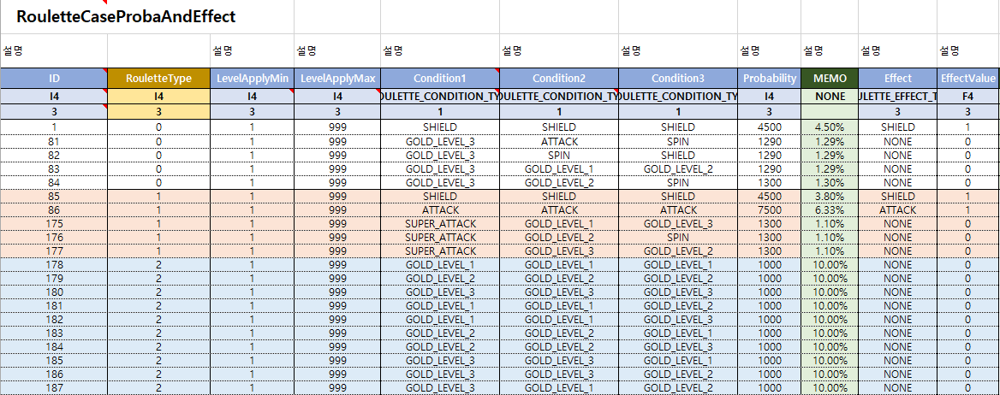 RouletteCaseProbaAndEffect
설명 설명 설명 설명 설명 설명 설명 설명 설명
ID RouletteType LevelApplyMin LevelApplyMax Condition1 Condition2 Condition3 Probability MEMO Effect EffectValue
I4 I4 I4 I4 OULETTE_CONDITION_TY OULETTE_CONDITION_TY OULETTE_CONDITION_TY I4 NONE ULETTE_EFFECT_T F4
3 3 3 3 1 1 1 3 3 3
1 0 1 999 SHIELD SHIELD SHIELD 4500 4.50% SHIELD 1
81 0 1 999 GOLD_LEVEL_3 ATTACK SPIN 1290 1.29% NONE 0
82 0 1 999 GOLD_LEVEL_3 SPIN SHIELD 1290 1.29% NONE 0
83 0 1 999 GOLD_LEVEL_3 GOLD_LEVEL_1 GOLD_LEVEL_2 1290 1.29% NONE 0
84 0 1 999 GOLD_LEVEL_3 GOLD_LEVEL_2 SPIN 1300 1.30% NONE 0
85 1 1 999 SHIELD SHIELD SHIELD 4500 3.80% SHIELD 1
86 1 1 999 ATTACK ATTACK ATTACK 7500 6.33% ATTACK 1
175 1 1 999 SUPER_ATTACK GOLD_LEVEL_1 GOLD_LEVEL_3 1300 1.10% NONE 0
176 1 1 999 SUPER_ATTACK GOLD_LEVEL_2 SPIN 1300 1.10% NONE 0
177 1 1 999 SUPER_ATTACK GOLD_LEVEL_3 GOLD_LEVEL_2 1300 1.10% NONE 0
178 2 1 999 GOLD_LEVEL_1 GOLD_LEVEL_1 GOLD_LEVEL_1 1000 10.00% NONE 0
179 2 1 999 GOLD_LEVEL_2 GOLD_LEVEL_2 GOLD_LEVEL_2 1000 10.00% NONE 0
180 2 1 999 GOLD_LEVEL_3 GOLD_LEVEL_3 GOLD_LEVEL_3 1000 10.00% NONE 0
181 2 1 999 GOLD_LEVEL_1 GOLD_LEVEL_1 GOLD_LEVEL_2 1000 10.00% NONE 0
182 2 1 999 GOLD_LEVEL_1 GOLD_LEVEL_1 GOLD_LEVEL_3 1000 10.00% NONE 0
183 2 1 999 GOLD_LEVEL_2 GOLD_LEVEL_2 GOLD_LEVEL_1 1000 10.00% NONE 0
184 2 1 999 GOLD_LEVEL_2 GOLD_LEVEL_2 GOLD_LEVEL_3 1000 10.00% NONE 0
185 2 1 999 GOLD_LEVEL_3 GOLD_LEVEL_3 GOLD_LEVEL_1 1000 10.00% NONE 0
186 2 1 999 GOLD_LEVEL_3 GOLD_LEVEL_3 GOLD_LEVEL_2 1000 10.00% NONE 0
187 2 1 999 GOLD_LEVEL_3 GOLD_LEVEL_1 GOLD_LEVEL_2 1000 10.00% NONE 0